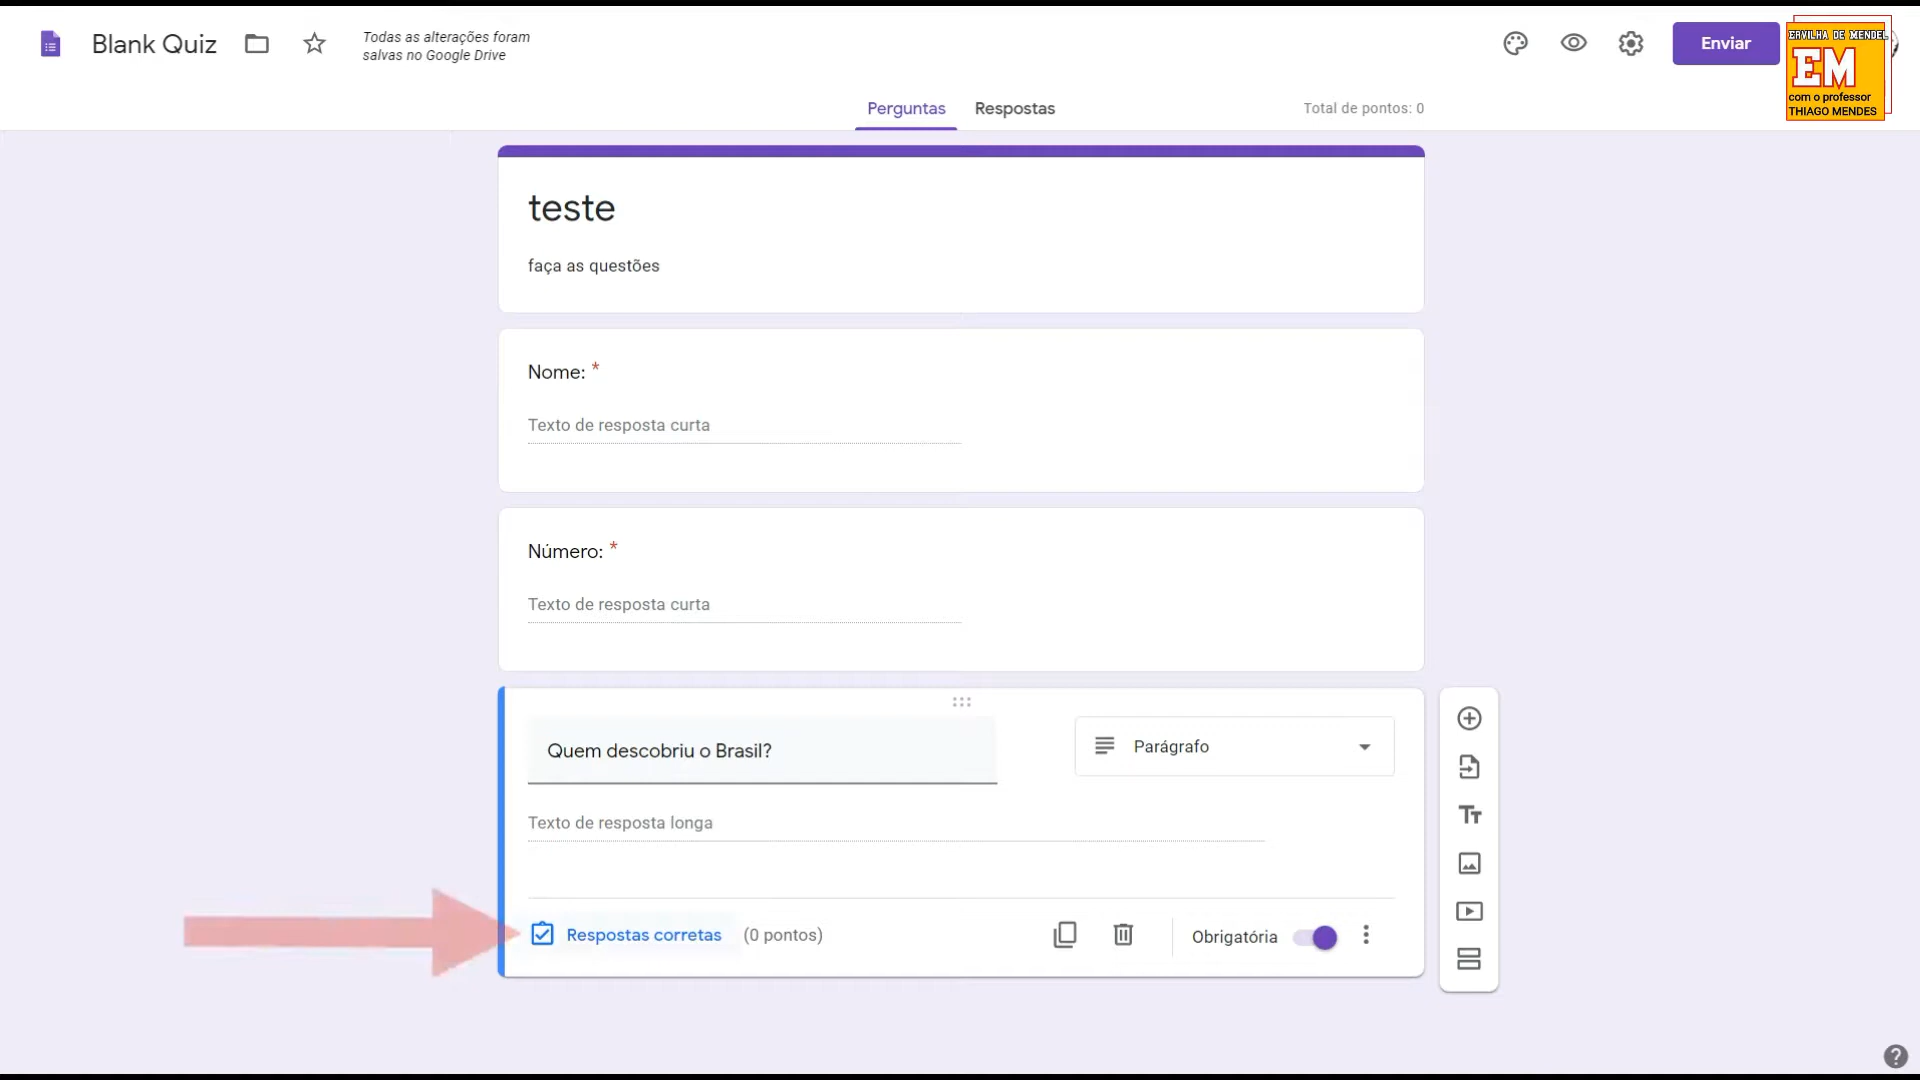 Blank Quiz
Todas as alterações foram
salvas no Google Drive
Enviar
ERVILHA DE MENDEL
EM
com o professor
THIAGO MENDES
Perguntas
Respostas
Total de pontos: 0
teste
faça as questões
Nome: *
Texto de resposta curta
Número: *
Texto de resposta curta
Quem descobriu o Brasil?
Parágrafo
Texto de resposta longa
Respostas corretas
(0 pontos)
Obrigatória